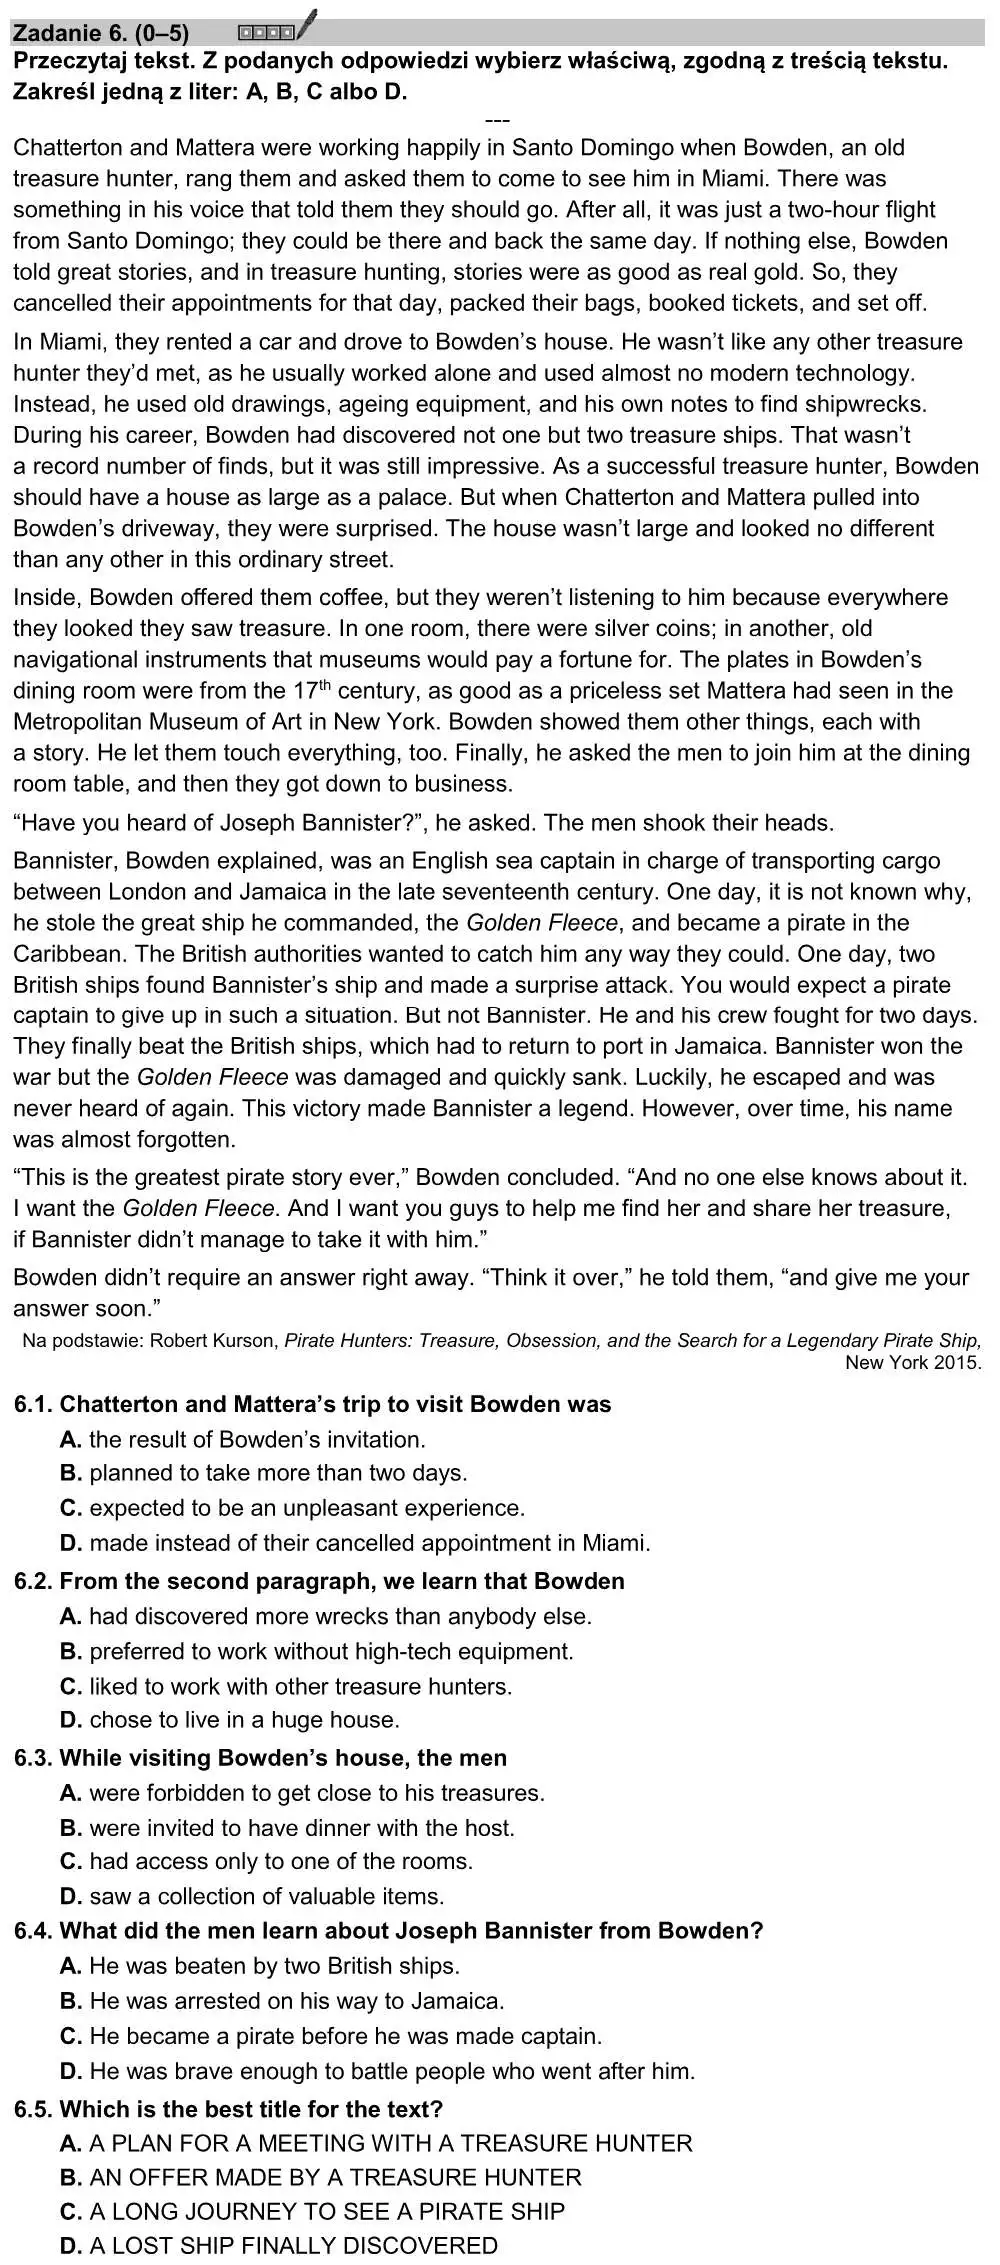 Zadanie 6. (0–5)
Przeczytaj tekst. Z podanych odpowiedzi wybierz właściwą, zgodną z treścią tekstu.
Zakreśl jedną z liter: A, B, C albo D.
---
Chatterton and Mattera were working happily in Santo Domingo when Bowden, an old
treasure hunter, rang them and asked them to come to see him in Miami. There was
something in his voice that told them they should go. After all, it was just a two-hour flight
from Santo Domingo; they could be there and back the same day. If nothing else, Bowden
told great stories, and in treasure hunting, stories were as good as real gold. So, they
cancelled their appointments for that day, packed their bags, booked tickets, and set off.
In Miami, they rented a car and drove to Bowden’s house. He wasn’t like any other treasure
hunter they’d met, as he usually worked alone and used almost no modern technology.
Instead, he used old drawings, ageing equipment, and his own notes to find shipwrecks.
During his career, Bowden had discovered not one but two treasure ships. That wasn’t
a record number of finds, but it was still impressive. As a successful treasure hunter, Bowden
should have a house as large as a palace. But when Chatterton and Mattera pulled into
Bowden’s driveway, they were surprised. The house wasn’t large and looked no different
than any other in this ordinary street.
Inside, Bowden offered them coffee, but they weren’t listening to him because everywhere
they looked they saw treasure. In one room, there were silver coins; in another, old
navigational instruments that museums would pay a fortune for. The plates in Bowden’s
dining room were from the 17th century, as good as a priceless set Mattera had seen in the
Metropolitan Museum of Art in New York. Bowden showed them other things, each with
a story. He let them touch everything, too. Finally, he asked the men to join him at the dining
room table, and then they got down to business.
“Have you heard of Joseph Bannister?”, he asked. The men shook their heads.
Bannister, Bowden explained, was an English sea captain in charge of transporting cargo
between London and Jamaica in the late seventeenth century. One day, it is not known why,
he stole the great ship he commanded, the Golden Fleece, and became a pirate in the
Caribbean. The British authorities wanted to catch him any way they could. One day, two
British ships found Bannister’s ship and made a surprise attack. You would expect a pirate
captain to give up in such a situation. But not Bannister. He and his crew fought for two days.
They finally beat the British ships, which had to return to port in Jamaica. Bannister won the
war but the Golden Fleece was damaged and quickly sank. Luckily, he escaped and was
never heard of again. This victory made Bannister a legend. However, over time, his name
was almost forgotten.
“This is the greatest pirate story ever,” Bowden concluded. “And no one else knows about it.
I want the Golden Fleece. And I want you guys to help me find her and share her treasure,
if Bannister didn’t manage to take it with him.”
Bowden didn’t require an answer right away. “Think it over,” he told them, “and give me your
answer soon.”
Na podstawie: Robert Kurson, Pirate Hunters: Treasure, Obsession, and the Search for a Legendary Pirate Ship,
New York 2015.
6.1. Chatterton and Mattera’s trip to visit Bowden was
A. the result of Bowden’s invitation.
B. planned to take more than two days.
C. expected to be an unpleasant experience.
D. made instead of their cancelled appointment in Miami.
6.2. From the second paragraph, we learn that Bowden
A. had discovered more wrecks than anybody else.
B. preferred to work without high-tech equipment.
C. liked to work with other treasure hunters.
D. chose to live in a huge house.
6.3. While visiting Bowden’s house, the men
A. were forbidden to get close to his treasures.
B. were invited to have dinner with the host.
C. had access only to one of the rooms.
D. saw a collection of valuable items.
6.4. What did the men learn about Joseph Bannister from Bowden?
A. He was beaten by two British ships.
B. He was arrested on his way to Jamaica.
C. He became a pirate before he was made captain.
D. He was brave enough to battle people who went after him.
6.5. Which is the best title for the text?
A. A PLAN FOR A MEETING WITH A TREASURE HUNTER
B. AN OFFER MADE BY A TREASURE HUNTER
C. A LONG JOURNEY TO SEE A PIRATE SHIP
D. A LOST SHIP FINALLY DISCOVERED